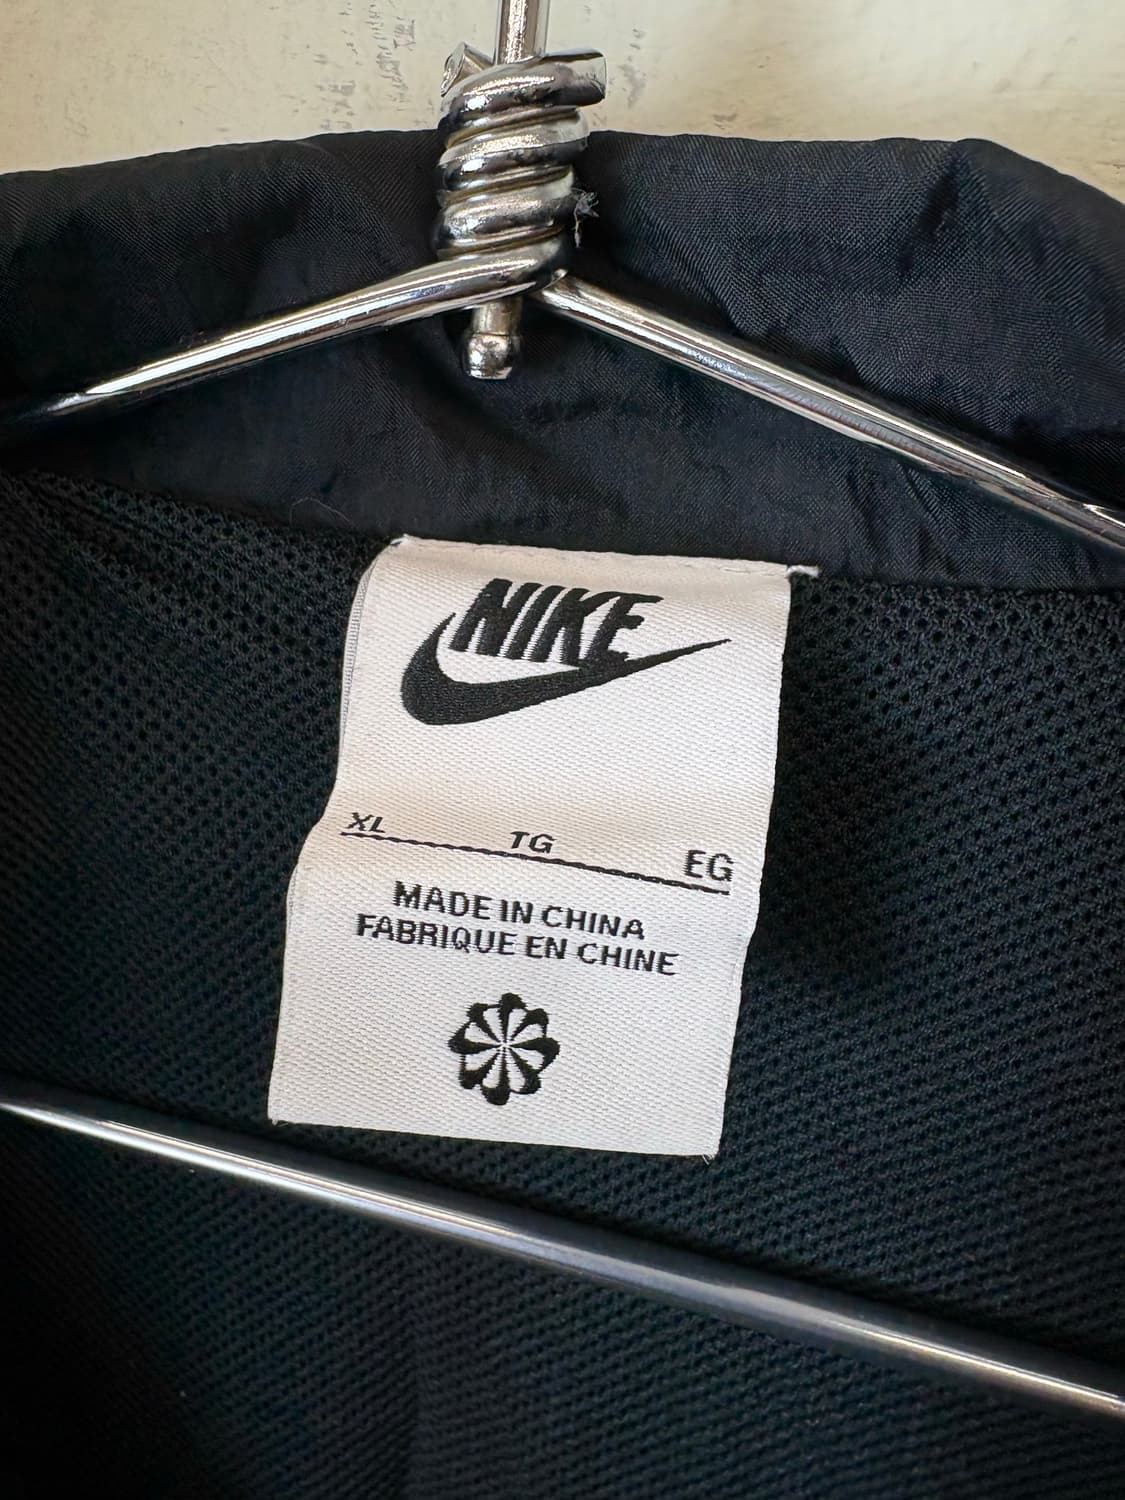 NIKE
XL TG EG
MADE IN CHINA
FABRIQUE EN CHINE